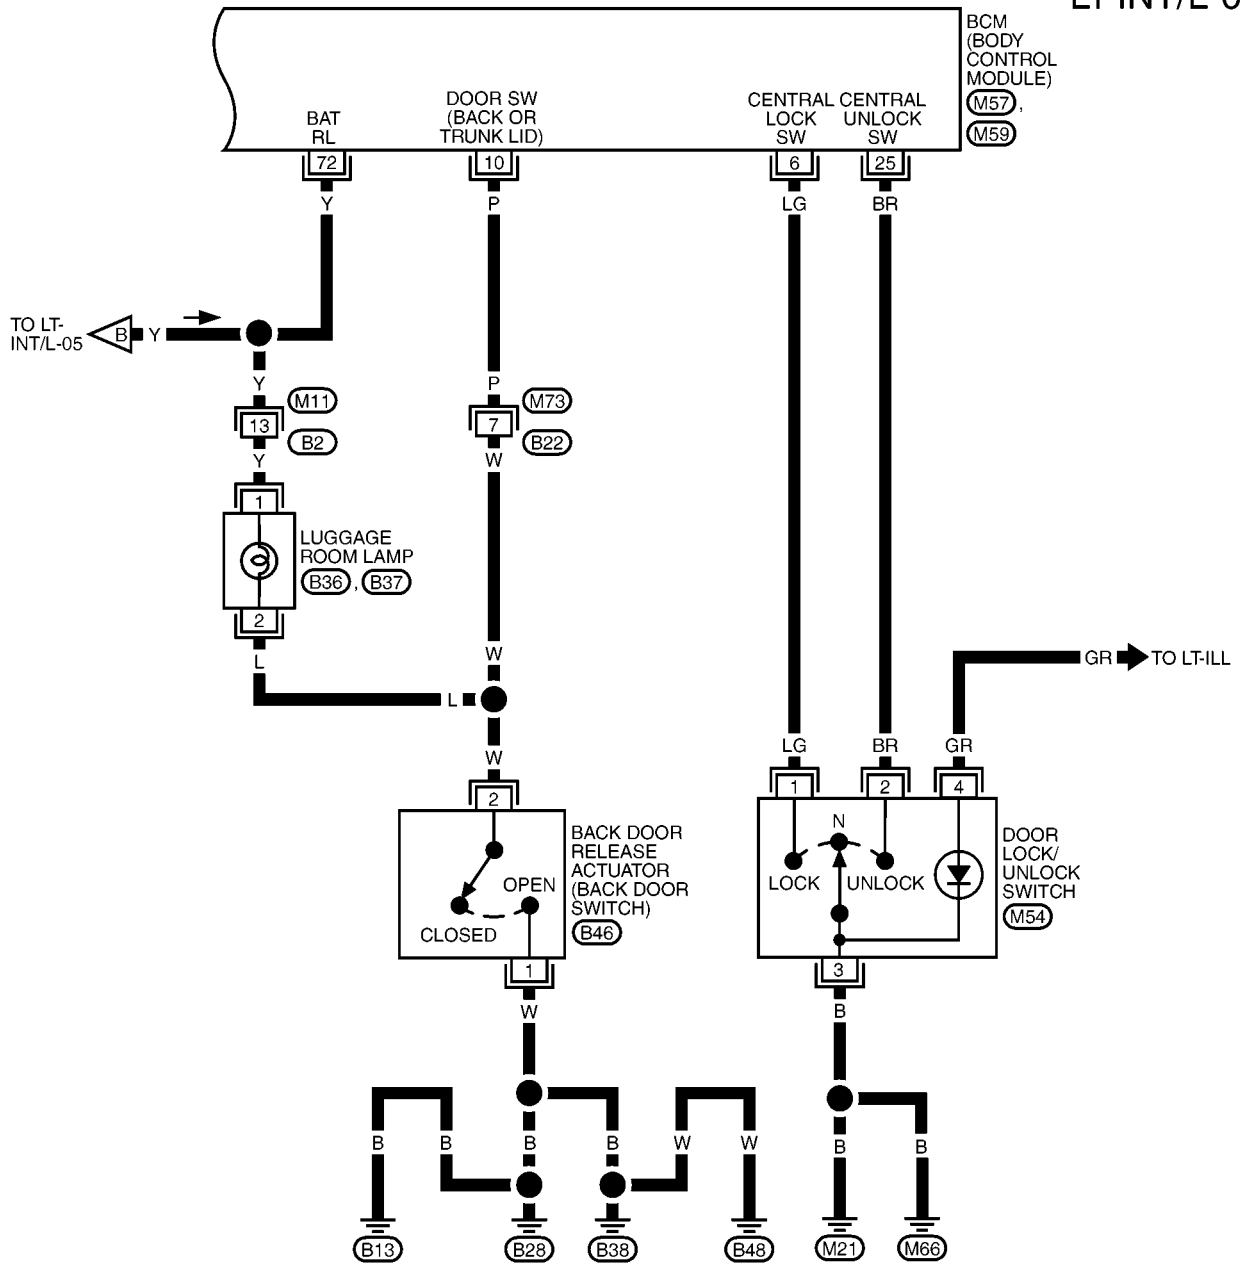 BCM
(BODY
CONTROL
MODULE)
M57,
M59
BAT
RL
DOOR SW
(BACK OR
TRUNK LID)
CENTRAL
LOCK
SW
CENTRAL
UNLOCK
SW
72
10
6
25
Y
P
LG
BR
TO LT-
INT/L-05
B
Y
Y
P
M11
M73
13
7
B2
B22
Y
W
1
LUGGAGE
ROOM LAMP
B36, B37
2
L
W
L
GR
TO LT-ILL
W
LG
BR
GR
2
1
2
4
BACK DOOR
RELEASE
ACTUATOR
(BACK DOOR
SWITCH)
B46
OPEN
CLOSED
N
LOCK
UNLOCK
DOOR
LOCK/
UNLOCK
SWITCH
M54
1
3
W
B
B
B
B
B
W
W
B
B
B13
B28
B38
B48
M21
M66